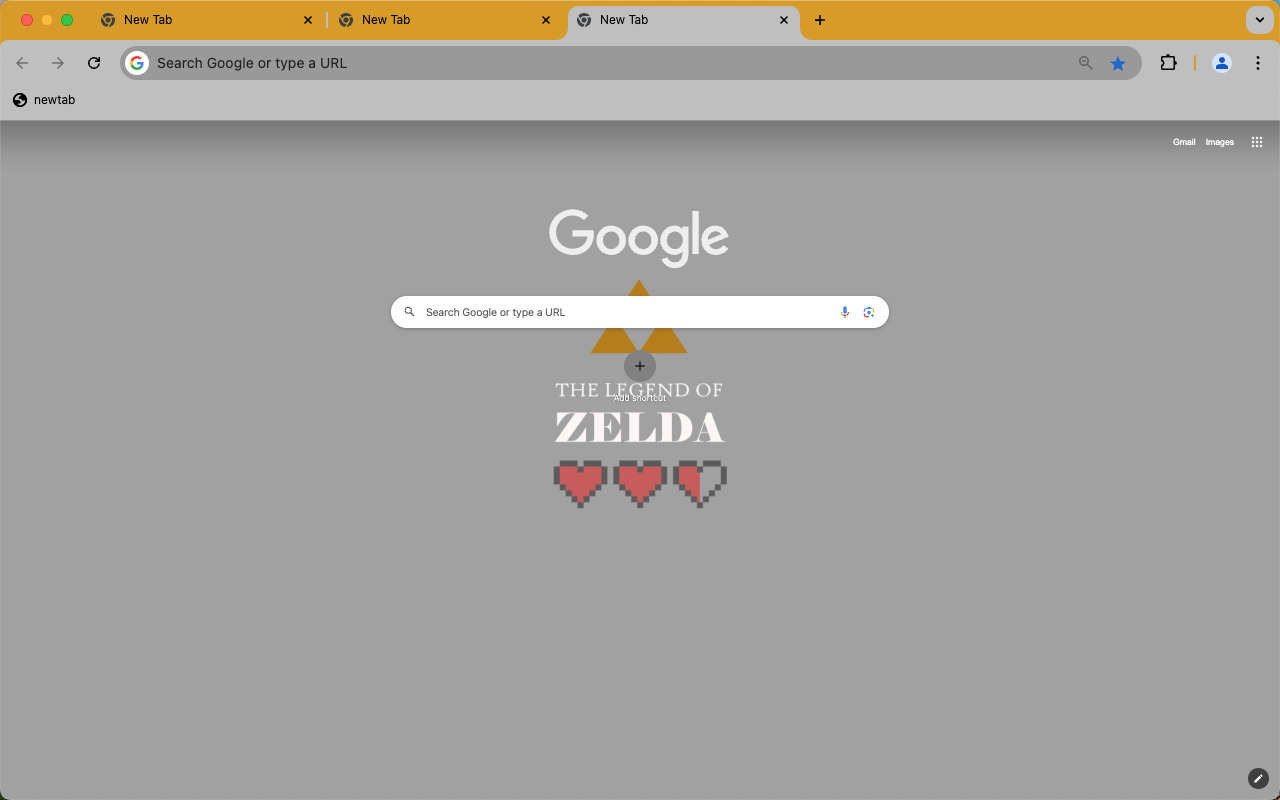 New Tab
New Tab
New Tab
Search Google or type a URL
newtab
Gmail Images
Google
Search Google or type a URL
THE LEGEND OF
Add shortcut
ZELDA